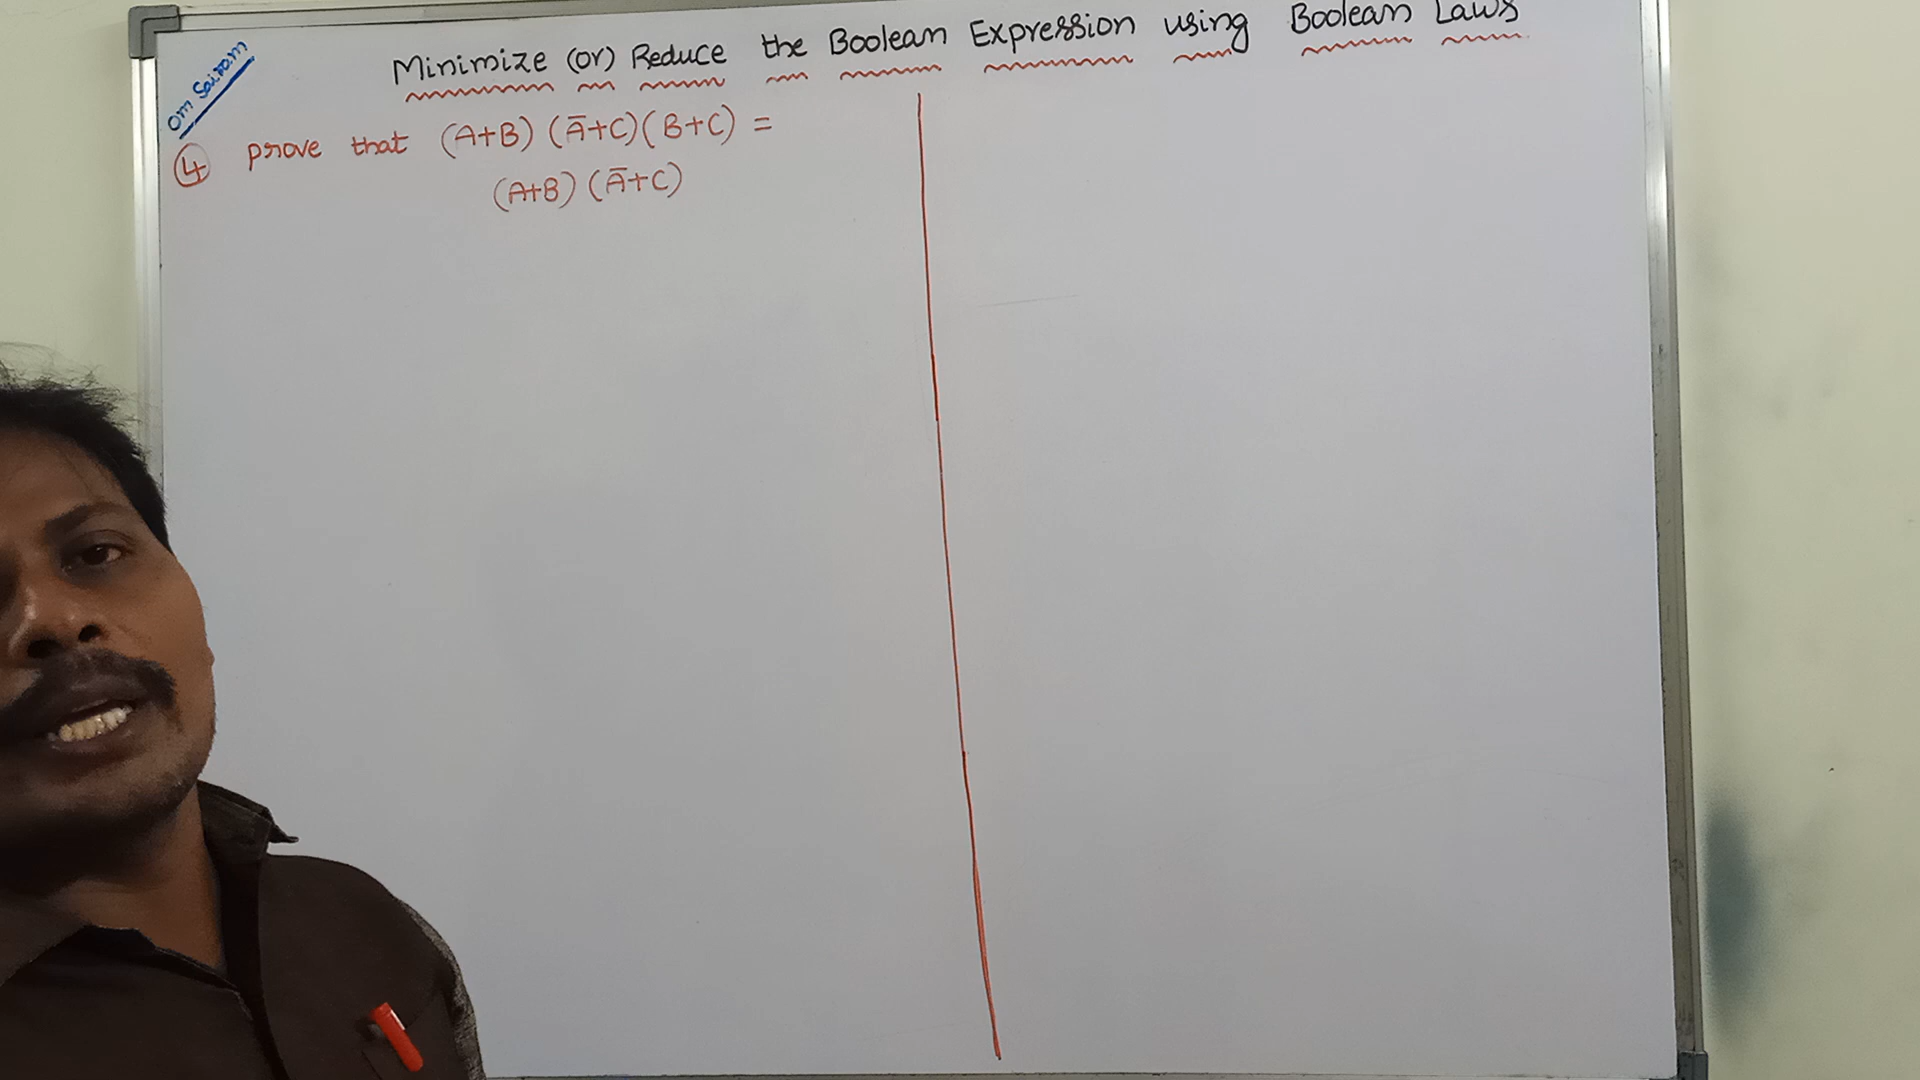 Om Sairam
Minimize (or) Reduce the Boolean Expression using Boolean Laws
④ prove that (A+B) (Ā+C) (B+C) =
(A+B) (Ā+C)